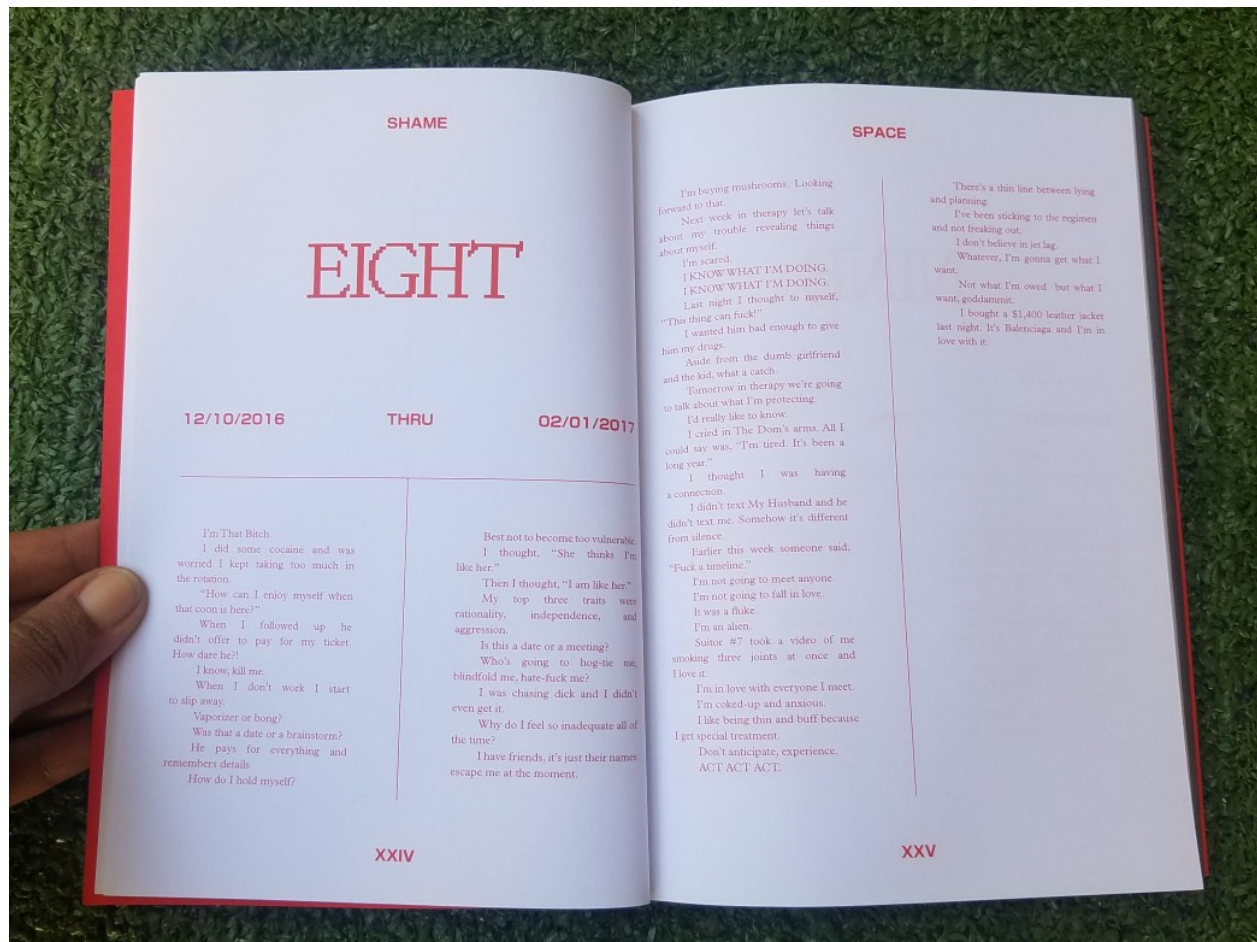 SHAME
EIGHT
12/10/2016 THRU 02/01/2017
I'm That Bitch.
I did some cocaine and was
worried I kept taking too much in
the rotation.
"How can I enjoy myself when
that coon is here?"
When I followed up he
didn't offer to pay for my ticket.
How dare he?!
I know, kill me.
When I don't work I start
to slip away.
Vaporizer or bong?
Was that a date or a brainstorm?
He pays for everything and
remembers details.
How do I hold myself?
Best not to become too vulnerable.
I thought, "She thinks I'm
like her."
Then I thought, "I am like her."
My top three traits were
rationality, independence, and
aggression.
Is this a date or a meeting?
Who's going to hog-tie me,
blindfold me, hate-fuck me?
I was chasing dick and I didn't
even get it.
Why do I feel so inadequate all of
the time?
I have friends, it's just their names
escape me at the moment.
XXIV
SPACE
I'm buying mushrooms. Looking
forward to that.
Next week in therapy let's talk
about my trouble revealing things
about myself.
I'm scared.
I KNOW WHAT I'M DOING.
I KNOW WHAT I'M DOING.
Last night I thought to myself,
"This thing can fuck!"
I wanted him bad enough to give
him my drugs.
Aside from the dumb girlfriend
and the kid, what a catch.
Tomorrow in therapy we're going
to talk about what I'm protecting.
I'd really like to know.
I cried in The Dom's arms. All I
could say was, "I'm tired. It's been a
long year."
I thought I was having
a connection.
I didn't text My Husband and he
didn't text me. Somehow it's different
from silence.
Earlier this week someone said,
"Fuck a timeline."
I'm not going to meet anyone.
I'm not going to fall in love.
It was a fluke.
I'm an alien.
Suitor #7 took a video of me
smoking three joints at once and
I love it.
I'm in love with everyone I meet.
I'm coked-up and anxious.
I like being thin and buff because
I get special treatment.
Don't anticipate, experience.
ACT ACT ACT.
There's a thin line between lying
and planning.
I've been sticking to the regimen
and not freaking out.
I don't believe in jet lag.
Whatever, I'm gonna get what I
want.
Not what I'm owed but what I
want, goddammit.
I bought a $1,400 leather jacket
last night. It's Balenciaga and I'm in
love with it.
XXV